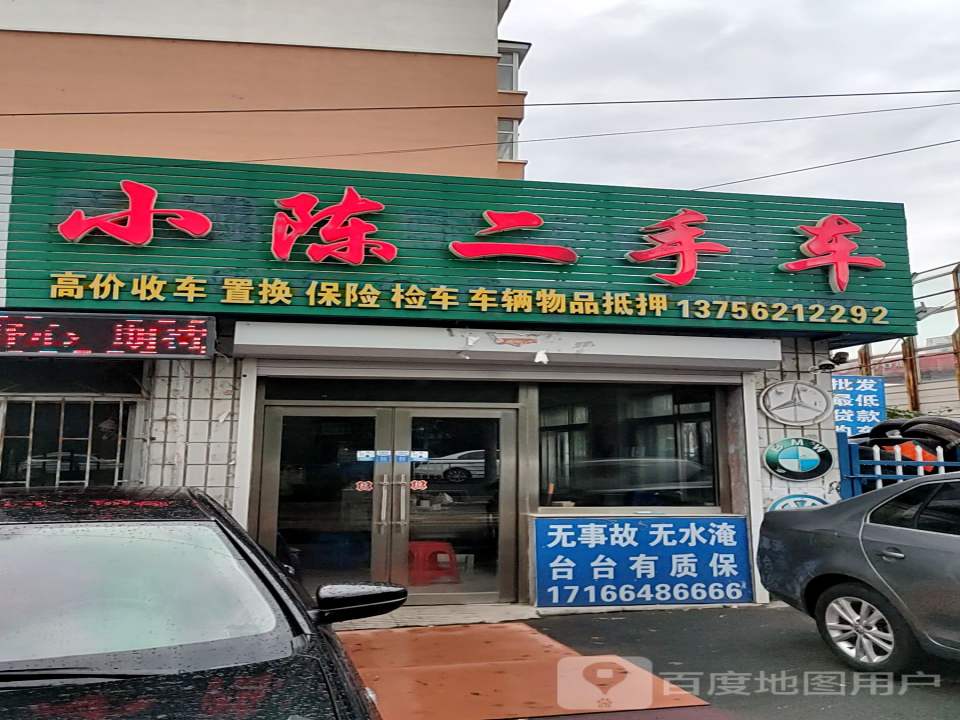 小陈二手车
高价收车 置换 保险 检车 车辆物品抵押 13756212292
批发
最低
贷款
BMW
无事故 无水淹
台台有质保
17166486666
百度地图用户